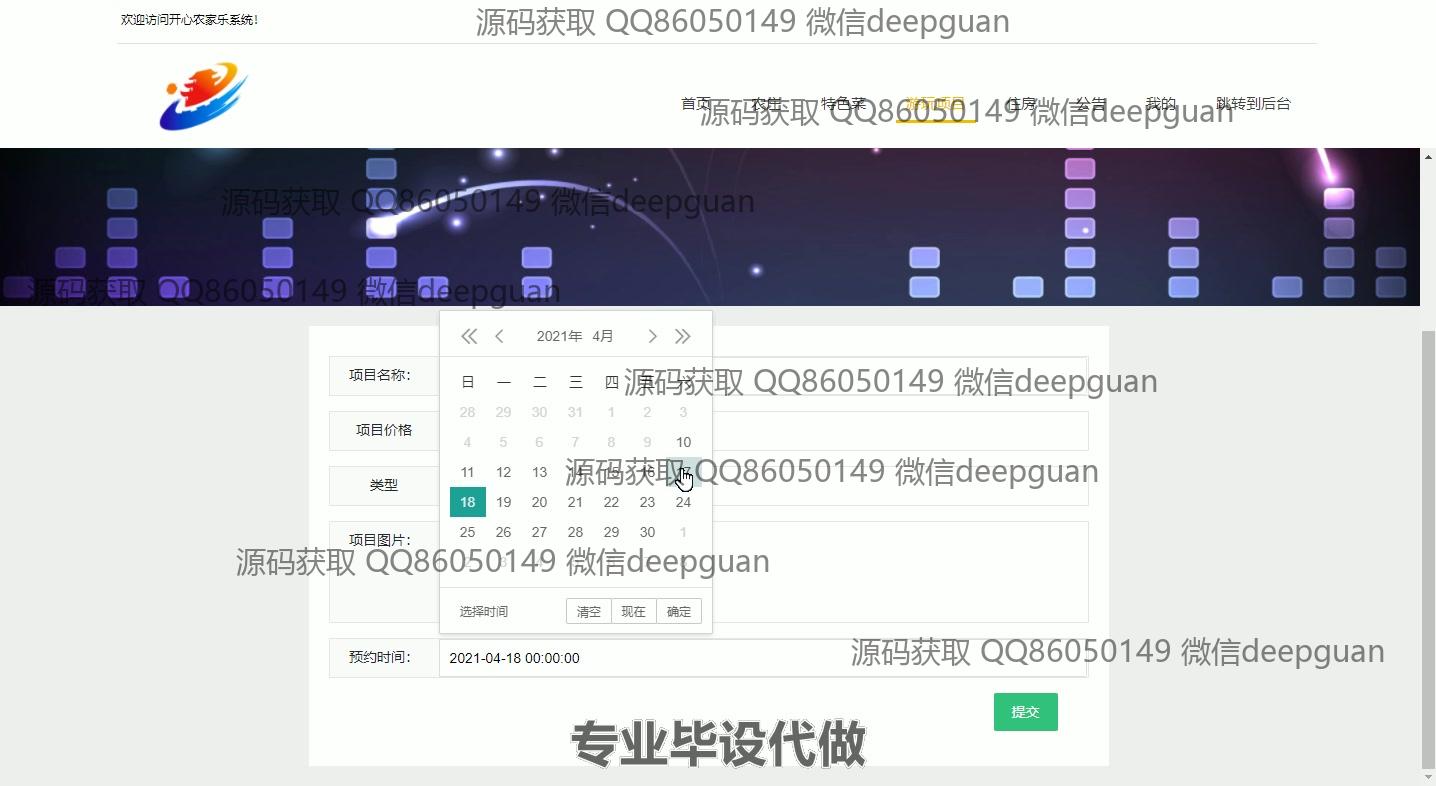 欢迎访问开心农家乐系统!
源码获取 QQ86050149 微信deepguan
首页 农庄 特色菜 游玩项目 住房 公告 我的 跳转到后台
源码获取 QQ86050149 微信deepguan
源码获取 QQ86050149 微信deepguan
源码获取 QQ86050149 微信deepguan
2021年 4月
项目名称:
日 一 二 三 四 五 六
源码获取 QQ86050149 微信deepguan
28 29 30 31 1 2 3
项目价格
4 5 6 7 8 9 10
11 12 13 14 15 16 17
源码获取 QQ86050149 微信deepguan
类型
18 19 20 21 22 23 24
25 26 27 28 29 30 1
项目图片:
源码获取 QQ86050149 微信deepguan
选择时间 清空 现在 确定
预约时间:
2021-04-18 00:00:00
源码获取 QQ86050149 微信deepguan
提交
专业毕设代做